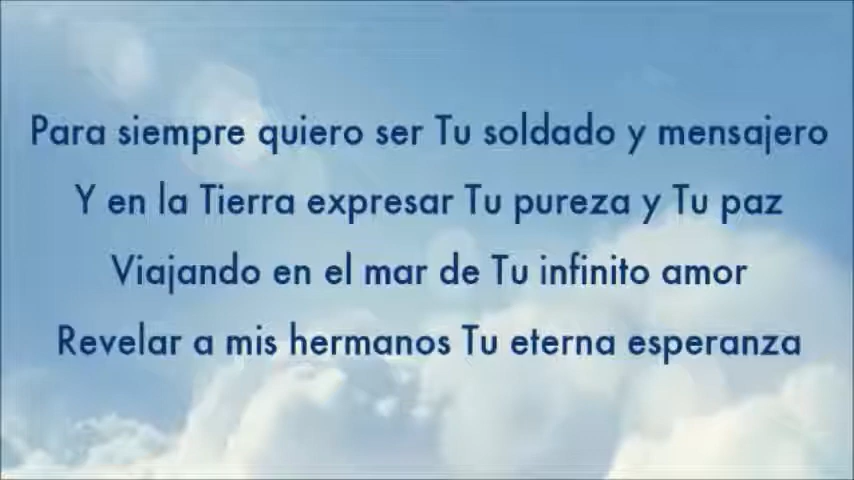 Para siempre quiero ser Tu soldado y mensajero
Y en la Tierra expresar Tu pureza y Tu paz
Viajando en el mar de Tu infinito amor
Revelar a mis hermanos Tu eterna esperanza